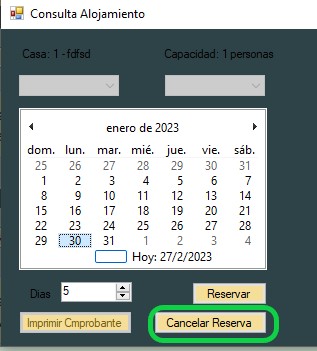 Consulta Alojamiento
Casa: 1 - fdfsd Capacidad: 1 personas
enero de 2023
dom. lun. mar. mié. jue. vie. sáb.
25 26 27 28 29 30 31
1 2 3 4 5 6 7
8 9 10 11 12 13 14
15 16 17 18 19 20 21
22 23 24 25 26 27 28
29 30 31 1 2 3 4
Hoy: 27/2/2023
Dias 5 Reservar
Imprimir Cmprobante Cancelar Reserva